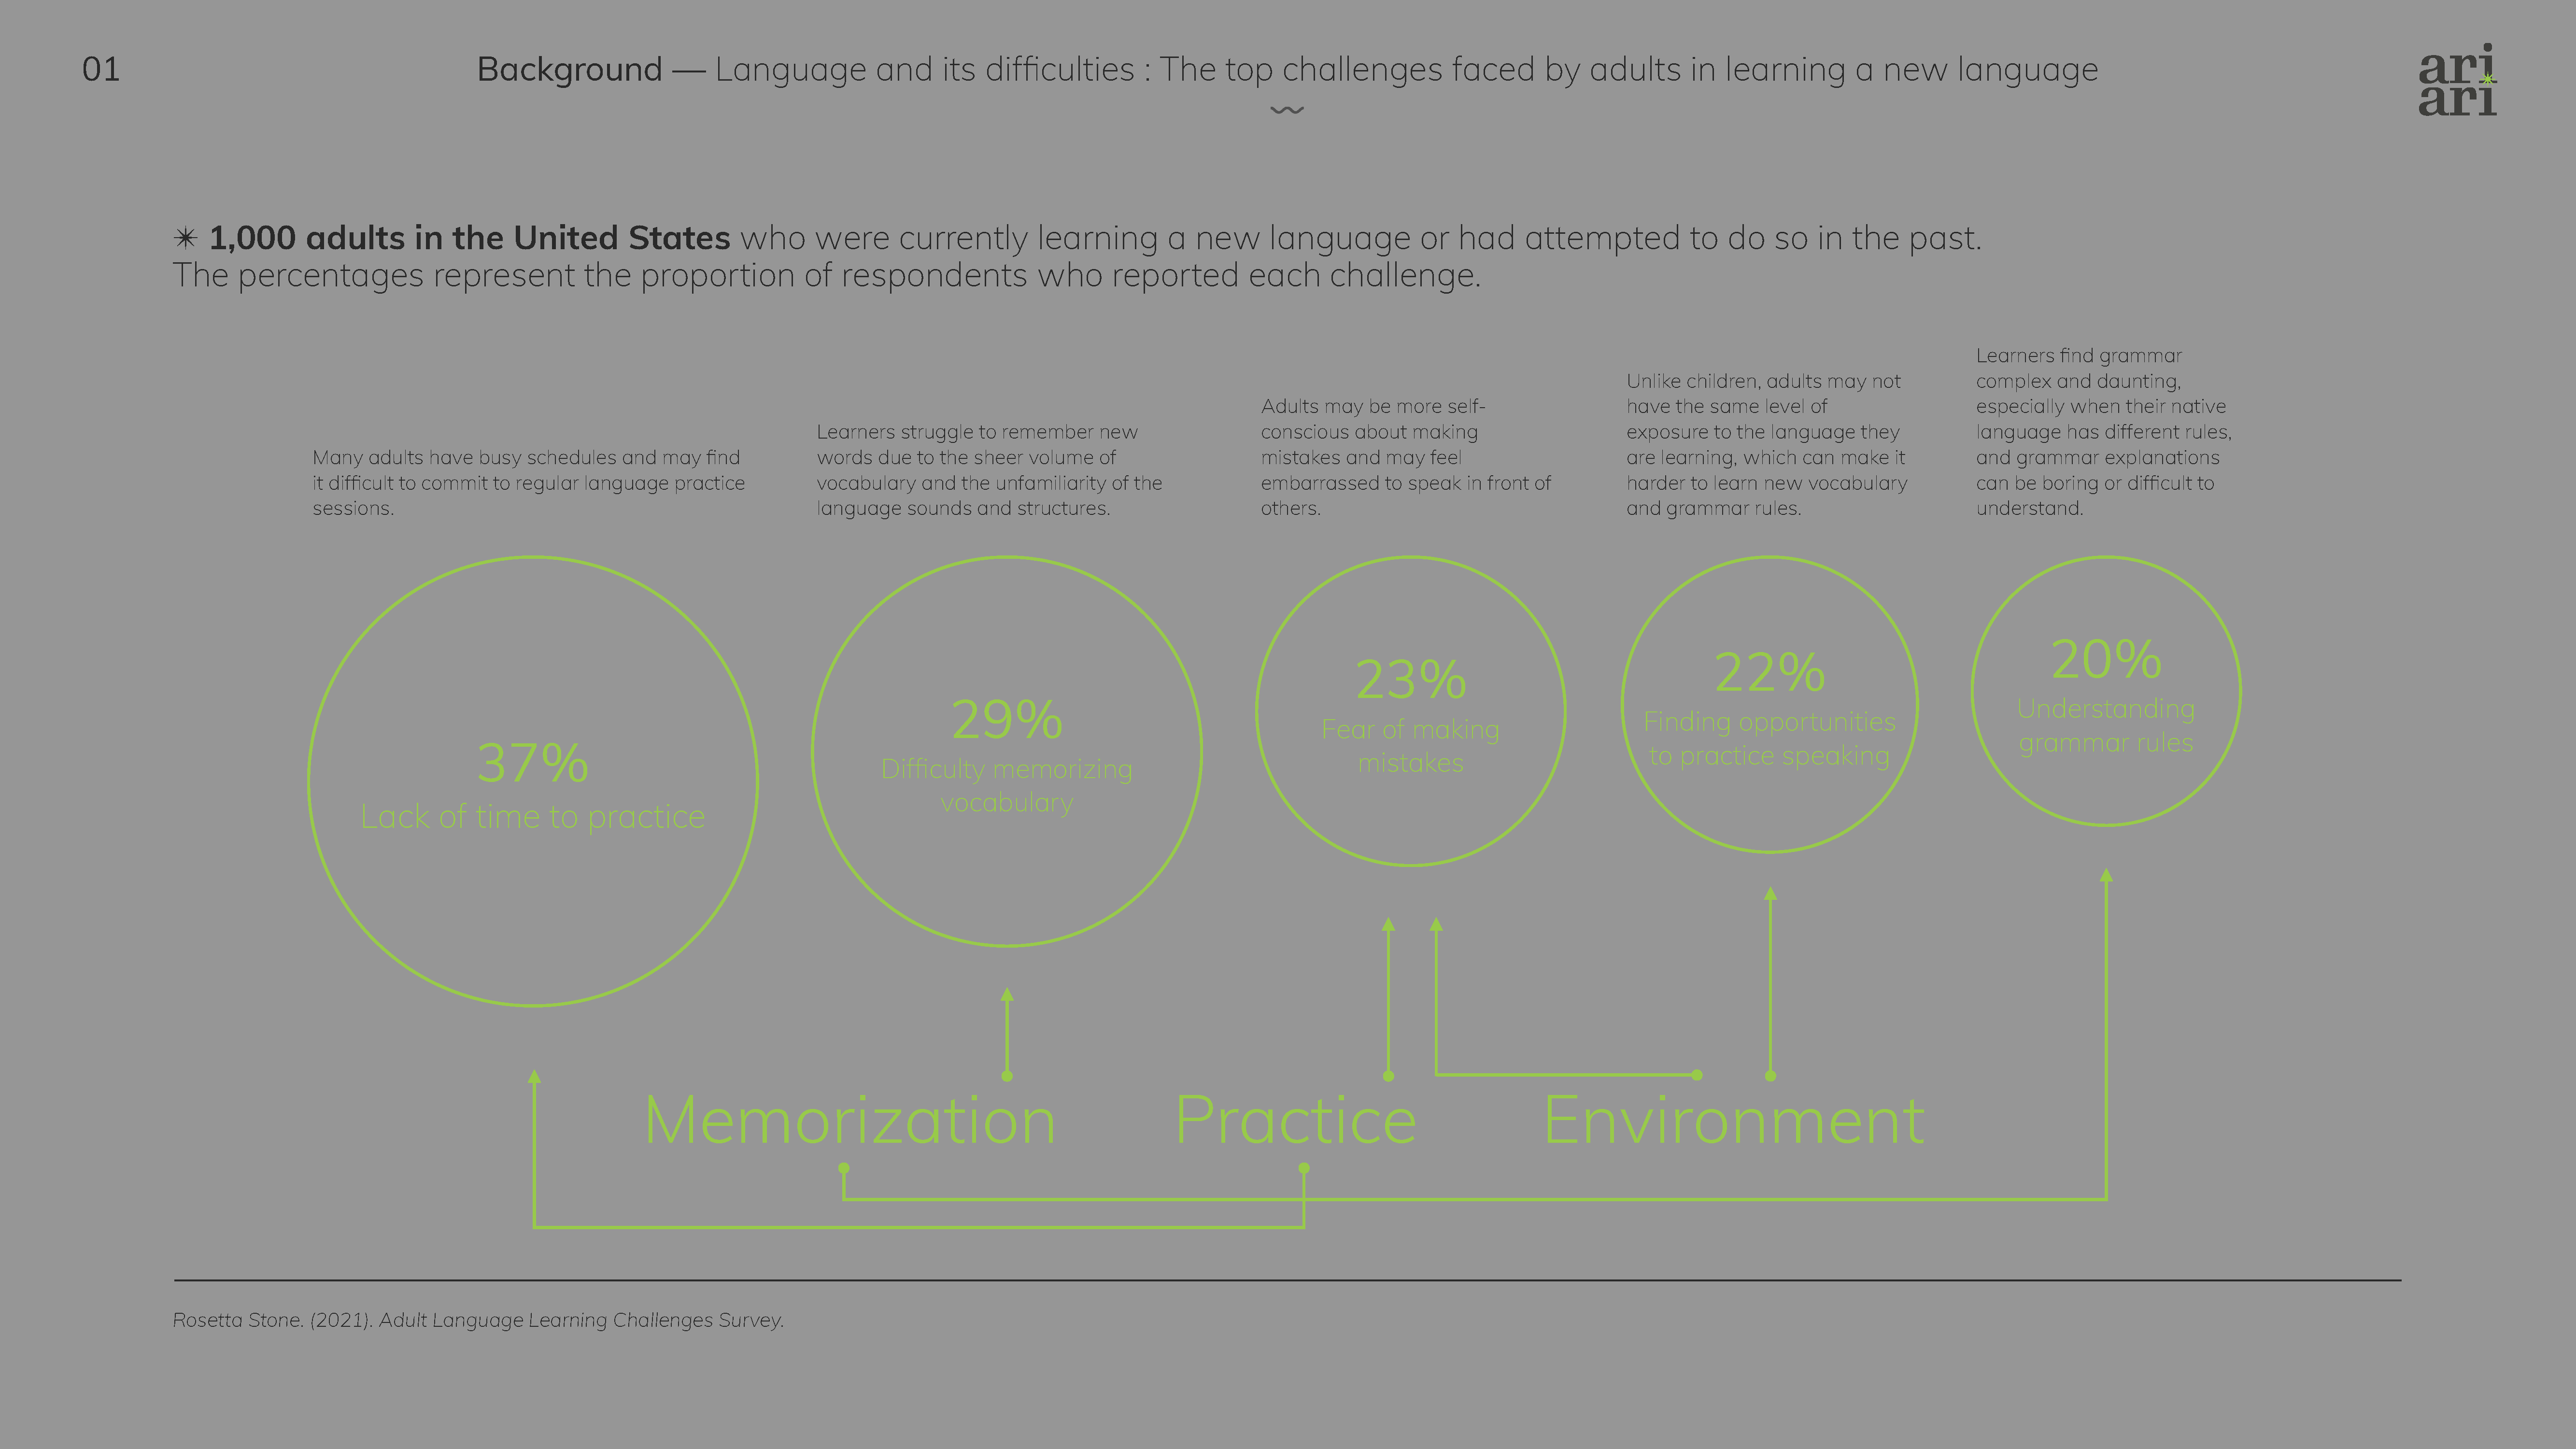 01
Background — Language and its difficulties : The top challenges faced by adults in learning a new language
ari
ari
1,000 adults in the United States who were currently learning a new language or had attempted to do so in the past.
The percentages represent the proportion of respondents who reported each challenge.
Many adults have busy schedules and may find
it difficult to commit to regular language practice
sessions.
Learners struggle to remember new
words due to the sheer volume of
vocabulary and the unfamiliarity of the
language sounds and structures.
Adults may be more self-
conscious about making
mistakes and may feel
embarrassed to speak in front of
others.
Unlike children, adults may not
have the same level of
exposure to the language they
are learning, which can make it
harder to learn new vocabulary
and grammar rules.
Learners find grammar
complex and daunting,
especially when their native
language has different rules,
and grammar explanations
can be boring or difficult to
understand.
37%
Lack of time to practice
29%
Difficulty memorizing
vocabulary
23%
Fear of making
mistakes
22%
Finding opportunities
to practice speaking
20%
Understanding
grammar rules
Memorization
Practice
Environment
Rosetta Stone. (2021). Adult Language Learning Challenges Survey.